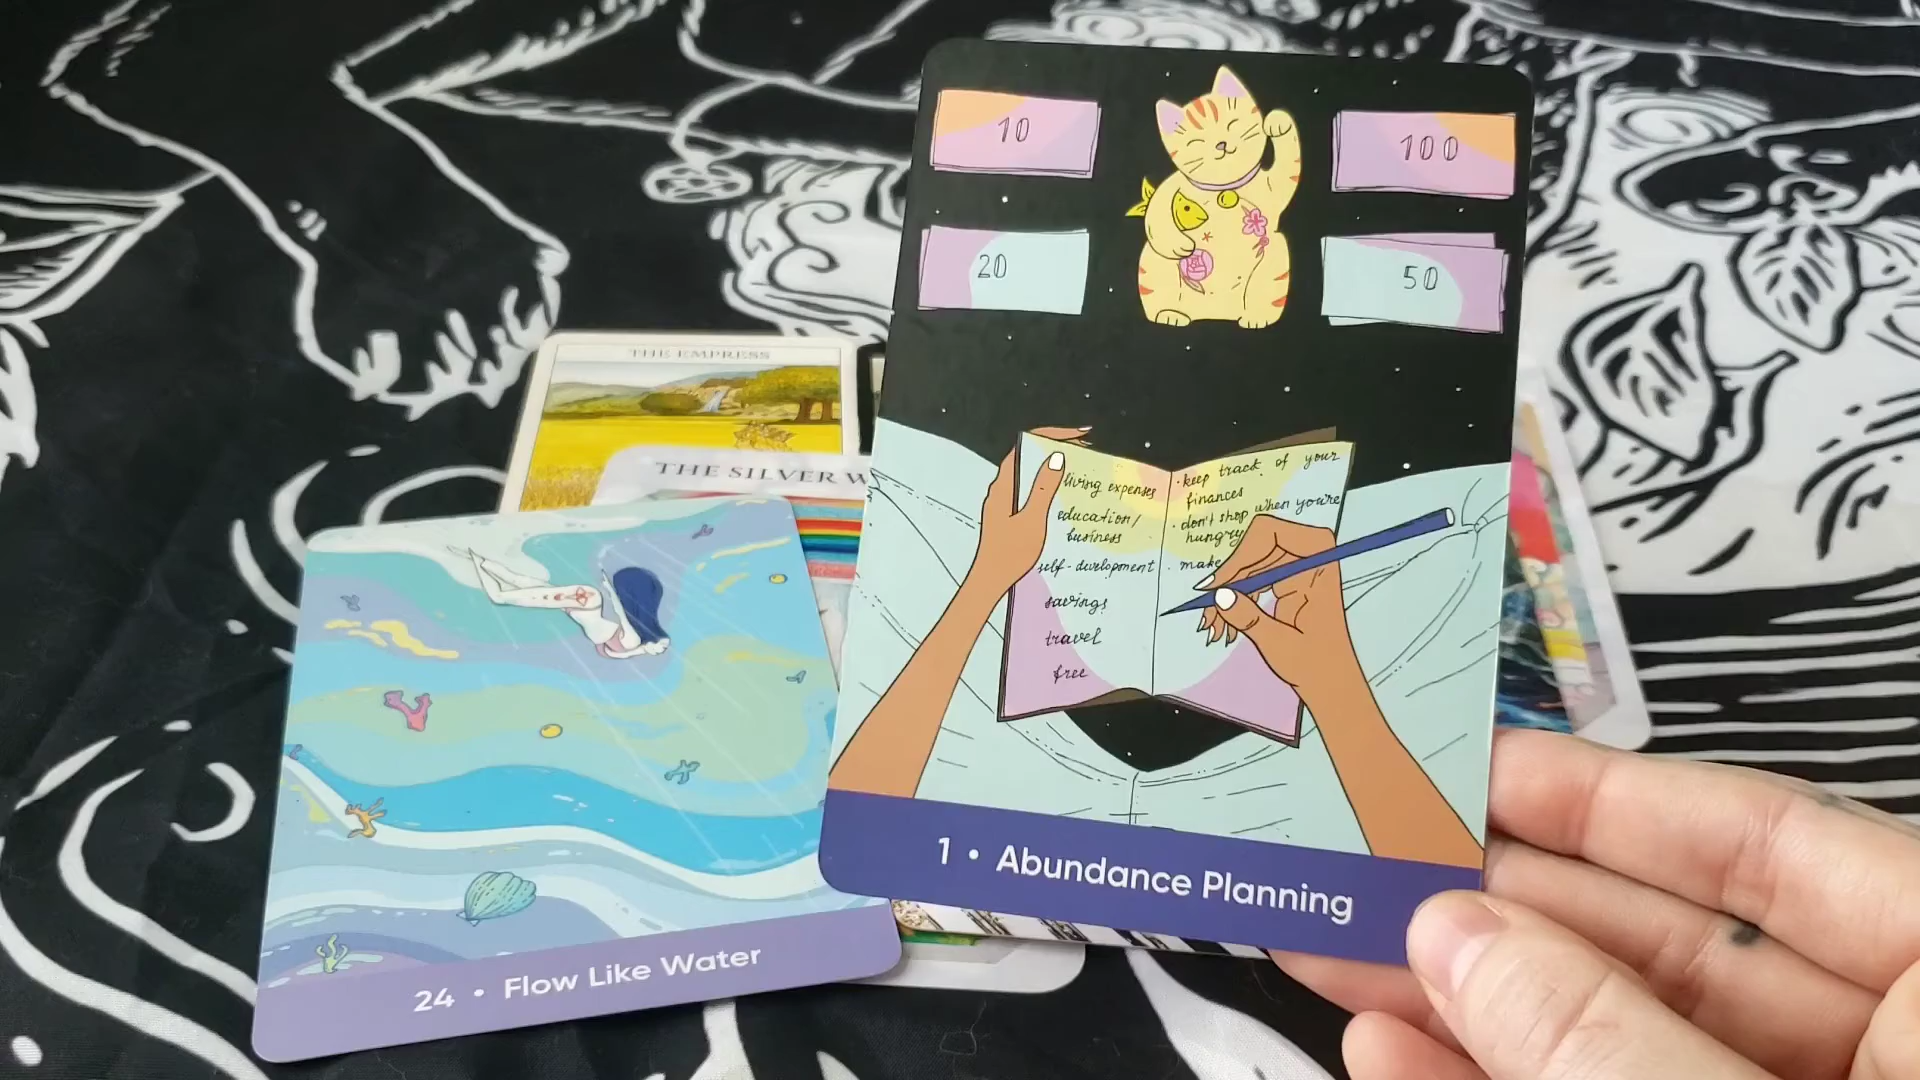 10
100
20
50
THE EMPRESS
THE SILVER W
living expenses
education/
business
self-development
savings
travel
free
• keep track of your
finances
• don't shop when you're
hungry
• make
1 • Abundance Planning
24 • Flow Like Water